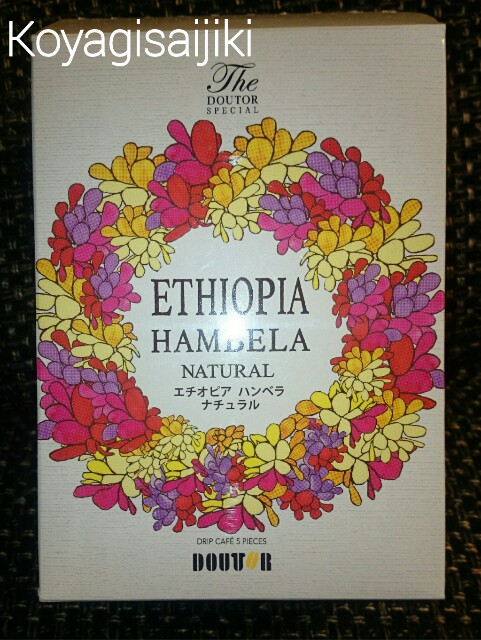 Koyagisaijiki
The
DOUTOR
SPECIAL
ETHIOPIA
HAMBELA
NATURAL
エチオピア ハンベラ
ナチュラル
DRIP CAFÉ 5 PIECES
DOUTOR